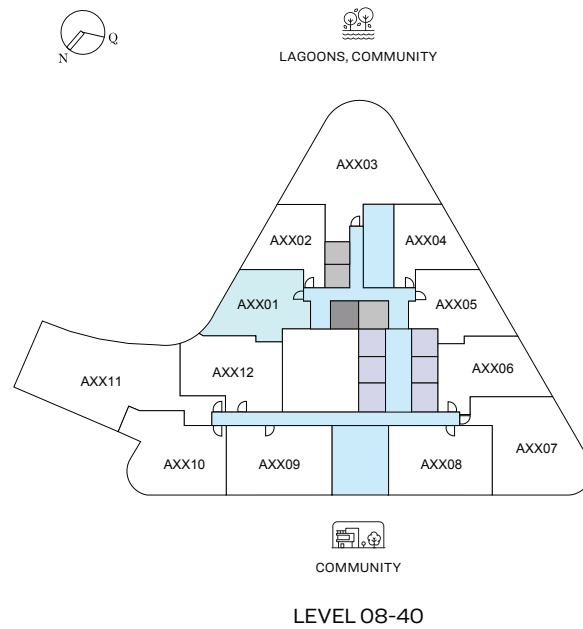 N
Q
LAGOONS, COMMUNITY
AXX03
AXX02
AXX04
AXX01
AXX05
AXX11
AXX12
AXX06
AXX10
AXX09
AXX08
AXX07
COMMUNITY
LEVEL 08-40